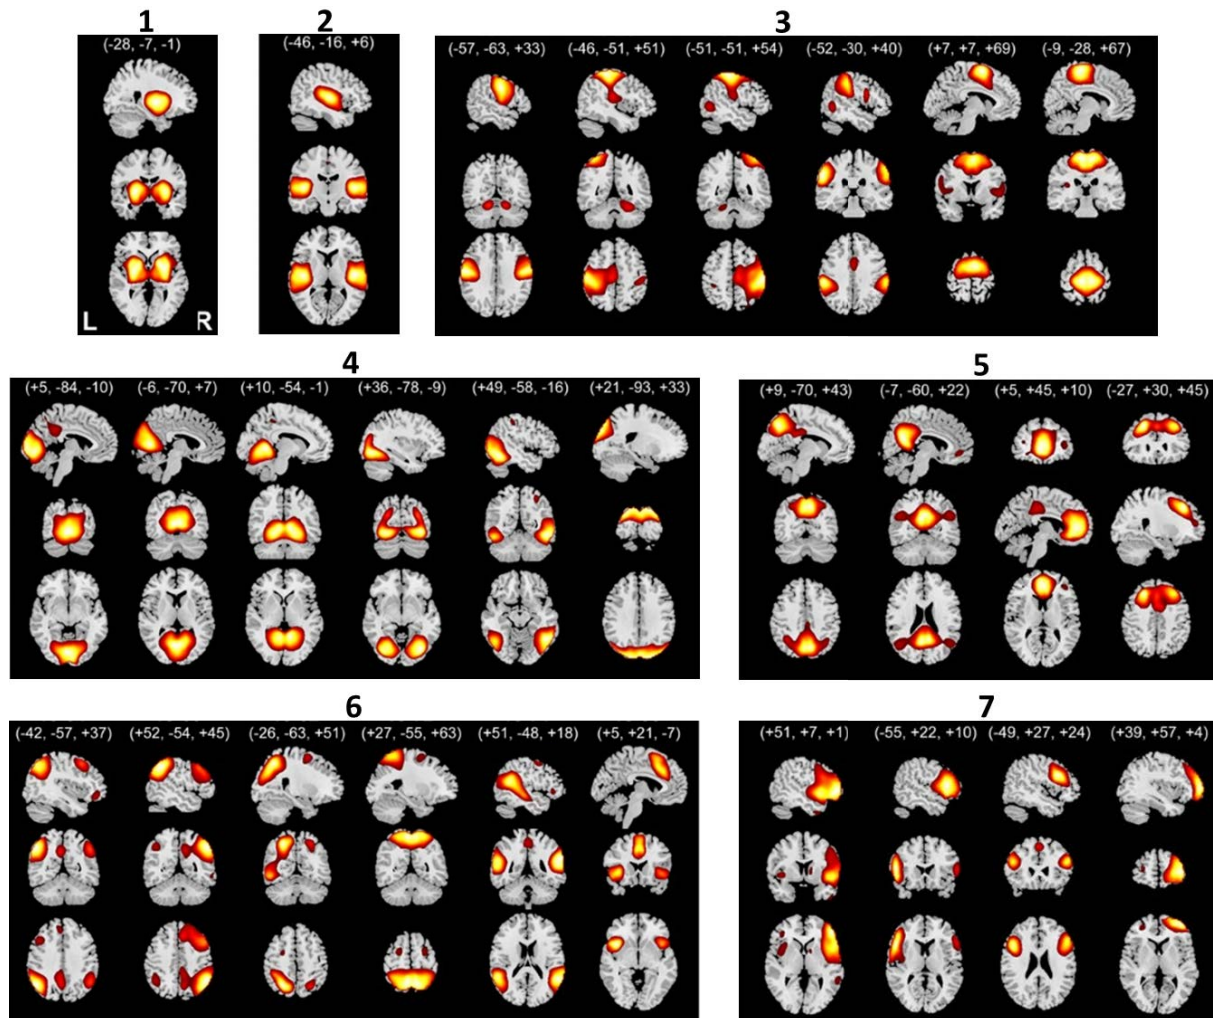 1
(-28, -7, -1)
L R
2
(-46, -16, +6)
3
(-57, -63, +33) (-46, -51, +51) (-51, -51, +54) (-52, -30, +40) (+7, +7, +69) (-9, -28, +67)
4
(+5, -84, -10) (-6, -70, +7) (+10, -54, -1) (+36, -78, -9) (+49, -58, -16) (+21, -93, +33)
5
(+9, -70, +43) (-7, -60, +22) (+5, +45, +10) (-27, +30, +45)
6
(-42, -57, +37) (+52, -54, +45) (-26, -63, +51) (+27, -55, +63) (+51, -48, +18) (+5, +21, -7)
7
(+51, +7, +1) (-55, +22, +10) (-49, +27, +24) (+39, +57, +4)